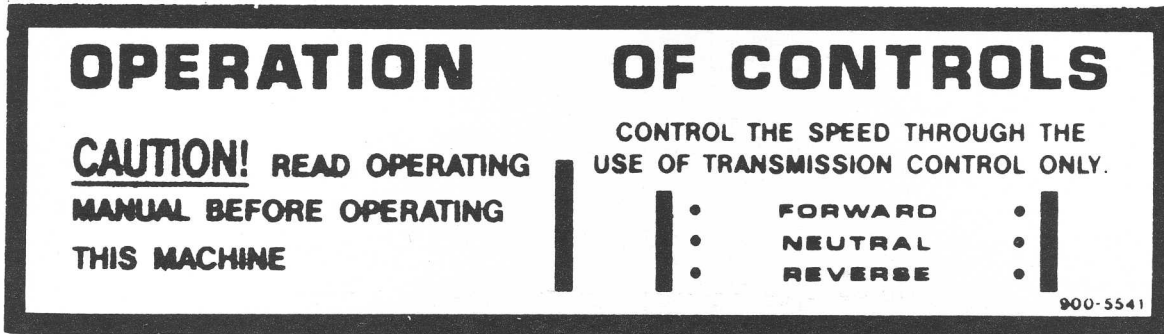 OPERATION OF CONTROLS
CAUTION! READ OPERATING
MANUAL BEFORE OPERATING
THIS MACHINE
CONTROL THE SPEED THROUGH THE
USE OF TRANSMISSION CONTROL ONLY.
• FORWARD •
• NEUTRAL •
• REVERSE •
900-5541